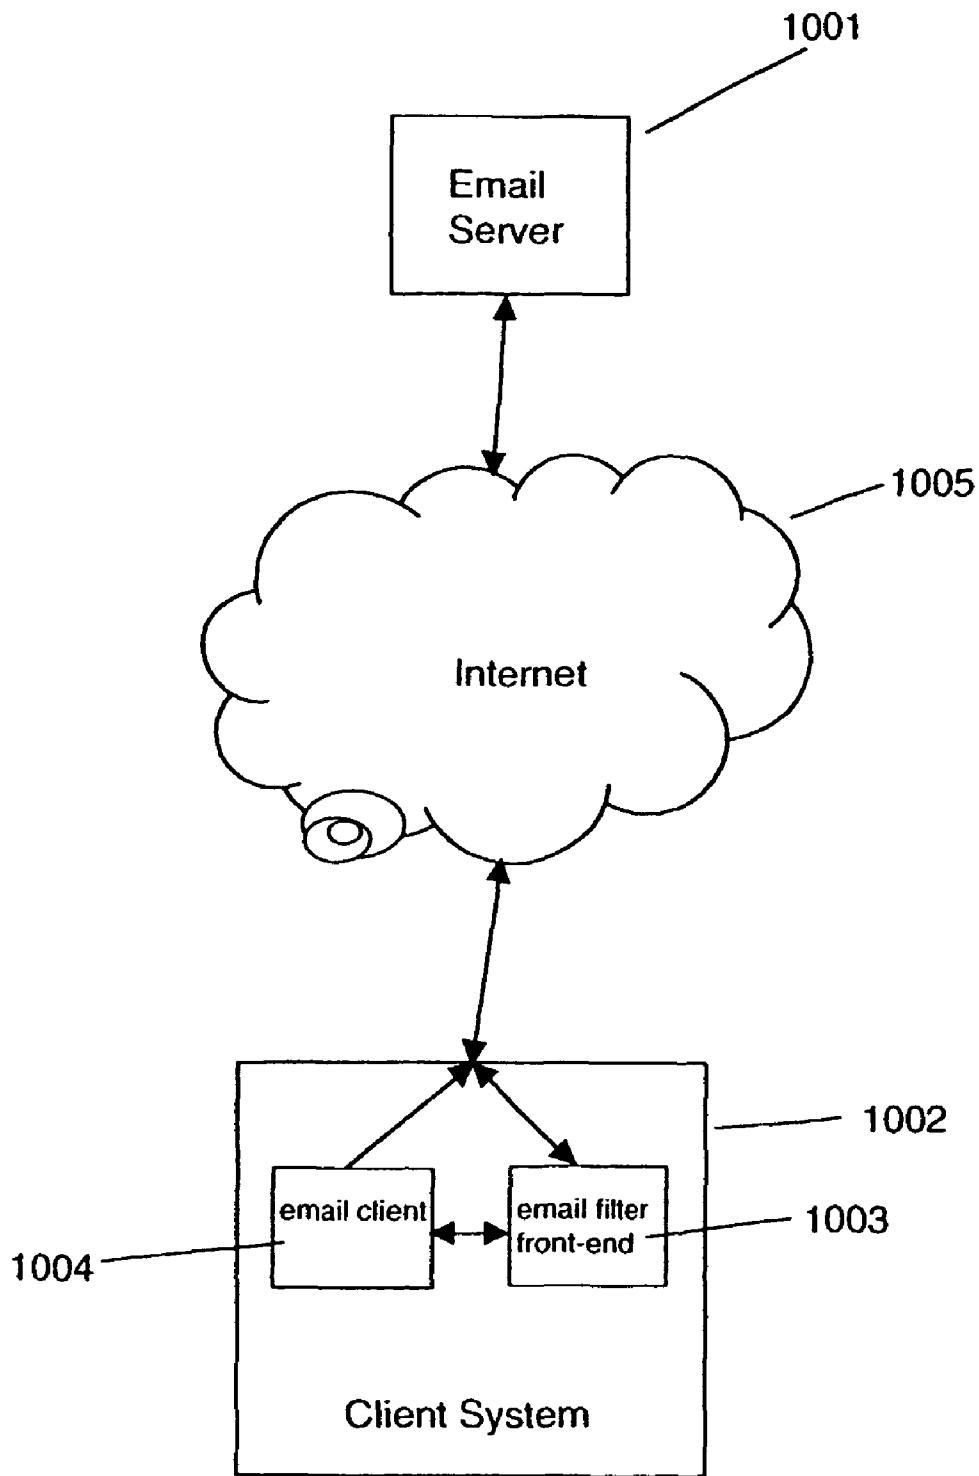 1001
Email
Server
1005
Internet
1002
email client
email filter
front-end
1003
1004
Client System